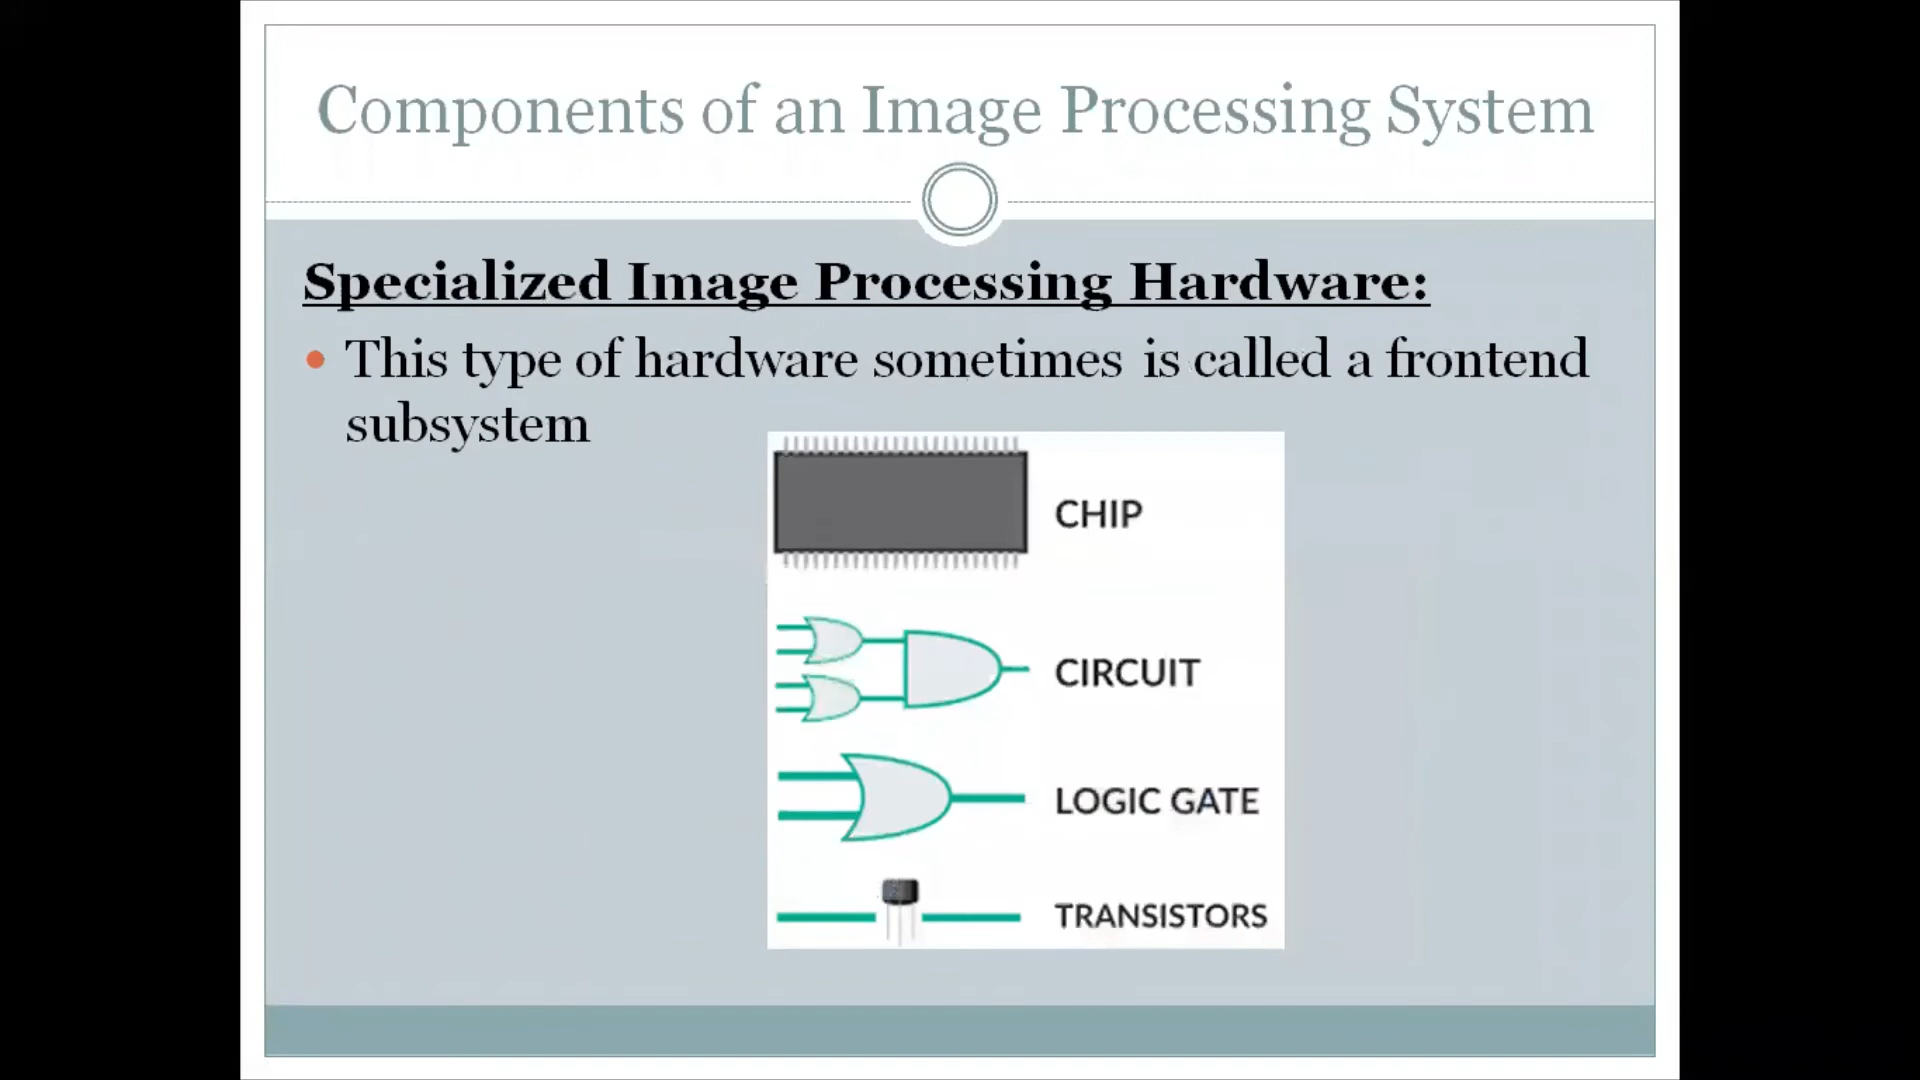 Components of an Image Processing System
Specialized Image Processing Hardware:
This type of hardware sometimes is called a frontend
subsystem
CHIP
CIRCUIT
LOGIC GATE
TRANSISTORS